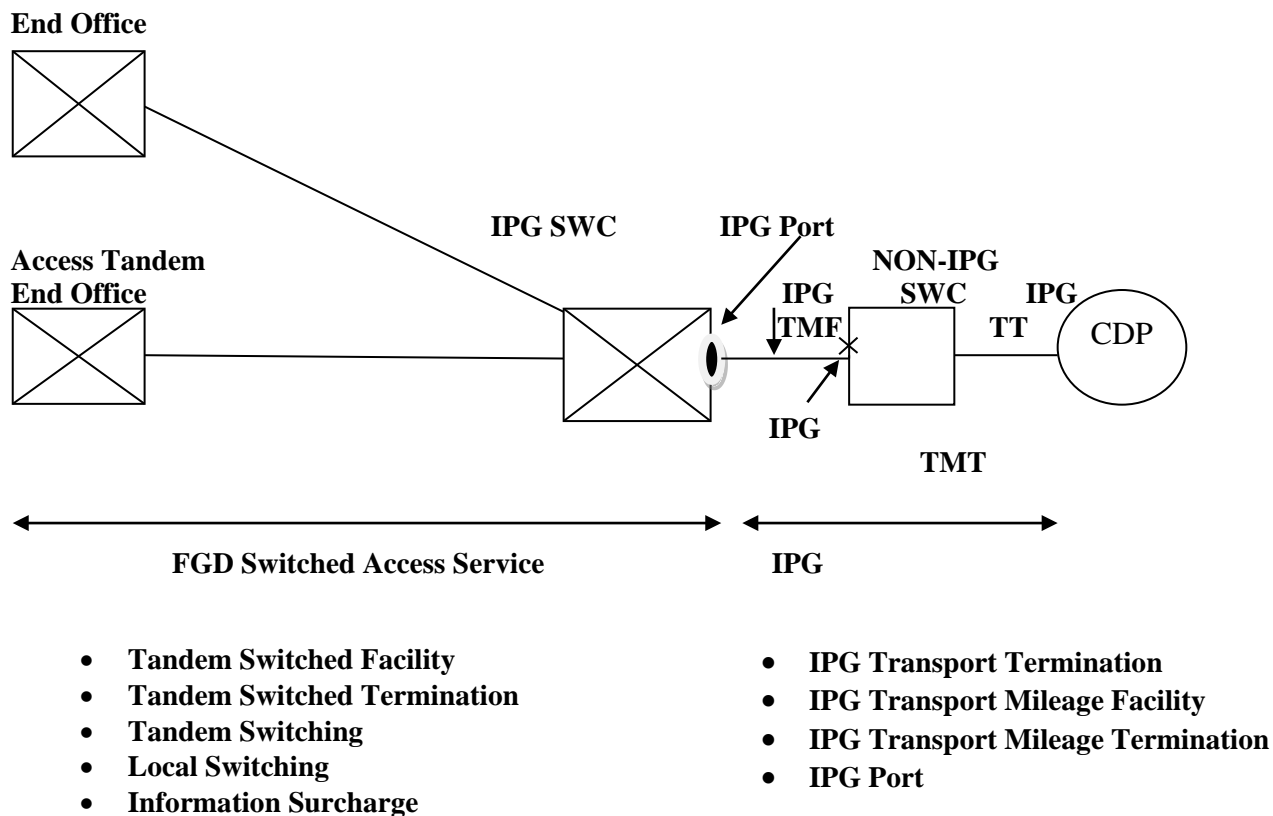 End Office
IPG SWC IPG Port
Access Tandem
End Office
NON-IPG
SWC
IPG
TMF
IPG
TT
CDP
IPG
TMT
FGD Switched Access Service IPG
• Tandem Switched Facility
• Tandem Switched Termination
• Tandem Switching
• Local Switching
• Information Surcharge
• IPG Transport Termination
• IPG Transport Mileage Facility
• IPG Transport Mileage Termination
• IPG Port